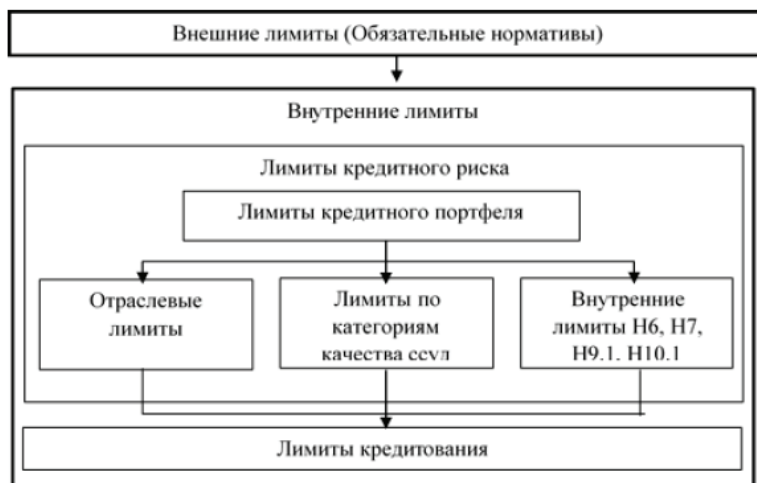 Внешние лимиты (Обязательные нормативы)
Внутренние лимиты
Лимиты кредитного риска
Лимиты кредитного портфеля
Отраслевые
лимиты
Лимиты по
категориям
качества ссуд
Внутренние
лимиты Н6, Н7,
Н9.1, Н10.1
Лимиты кредитования